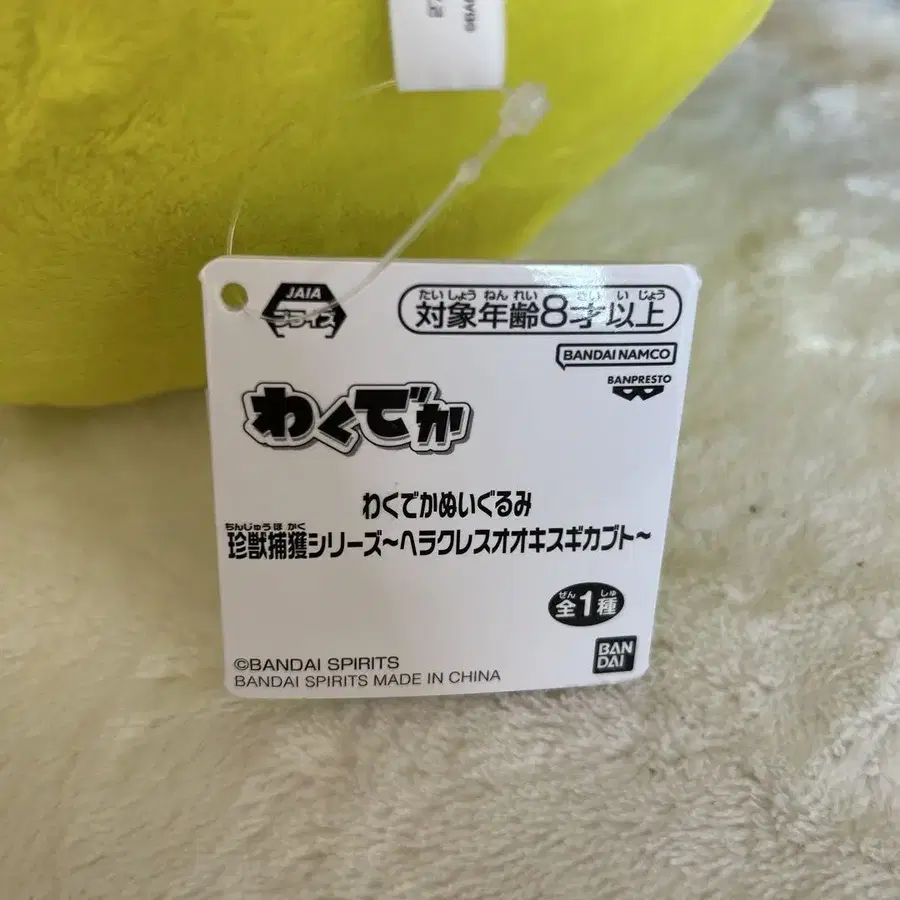 JAIA
プライズ
たいしょうねんれい さい いじょう
対象年齢8才以上
BANDAI NAMCO
BANPRESTO
わくでか
わくでかぬいぐるみ
ちんじゅうほかく
珍獣捕獲シリーズ~ヘラクレスオオキスギカブト~
ぜん しゅ
全1種
©BANDAI SPIRITS
BANDAI SPIRITS MADE IN CHINA
BAN
DAI